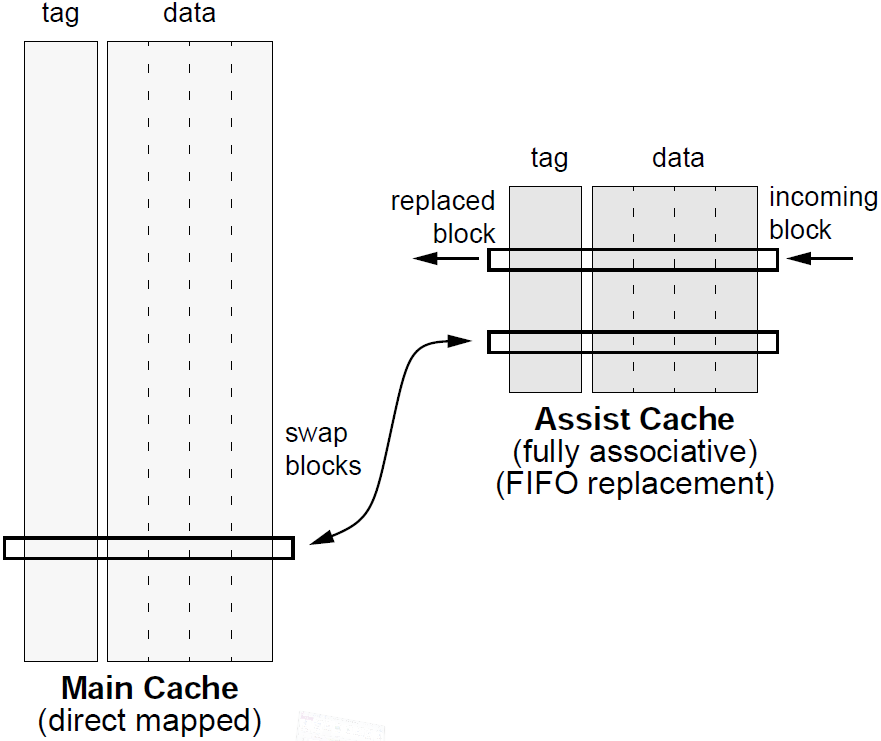 tag data
tag data
replaced
block
incoming
block
swap
blocks
Assist Cache
(fully associative)
(FIFO replacement)
Main Cache
(direct mapped)